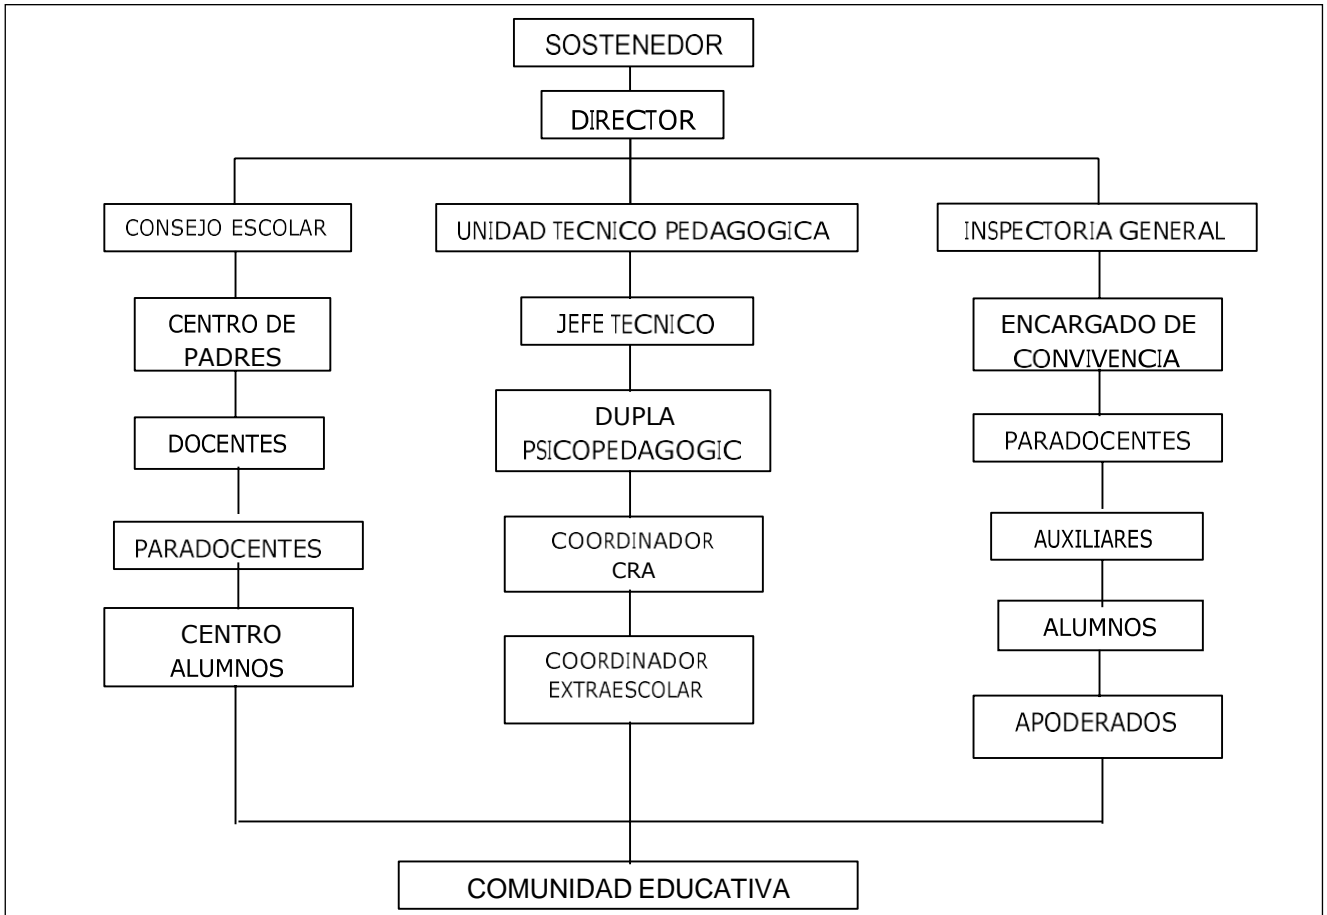 SOSTENEDOR
DIRECTOR
CONSEJO ESCOLAR
UNIDAD TECNICO PEDAGOGICA
INSPECTORIA GENERAL
CENTRO DE
PADRES
JEFE TECNICO
ENCARGADO DE
CONVIVENCIA
DOCENTES
DUPLA
PSICOPEDAGOGIC
PARADOCENTES
PARADOCENTES
COORDINADOR
CRA
AUXILIARES
CENTRO
ALUMNOS
COORDINADOR
EXTRAESCOLAR
ALUMNOS
APODERADOS
COMUNIDAD EDUCATIVA